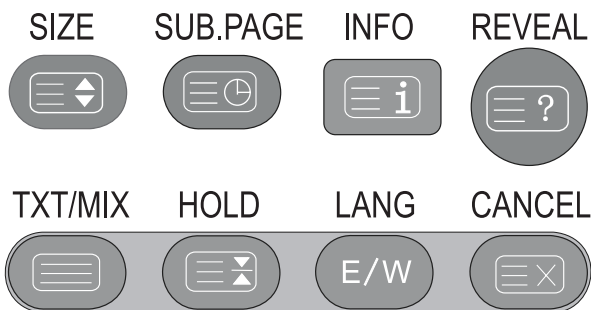 SIZE SUB.PAGE INFO REVEAL
i ?
TXT/MIX HOLD LANG CANCEL
E/W